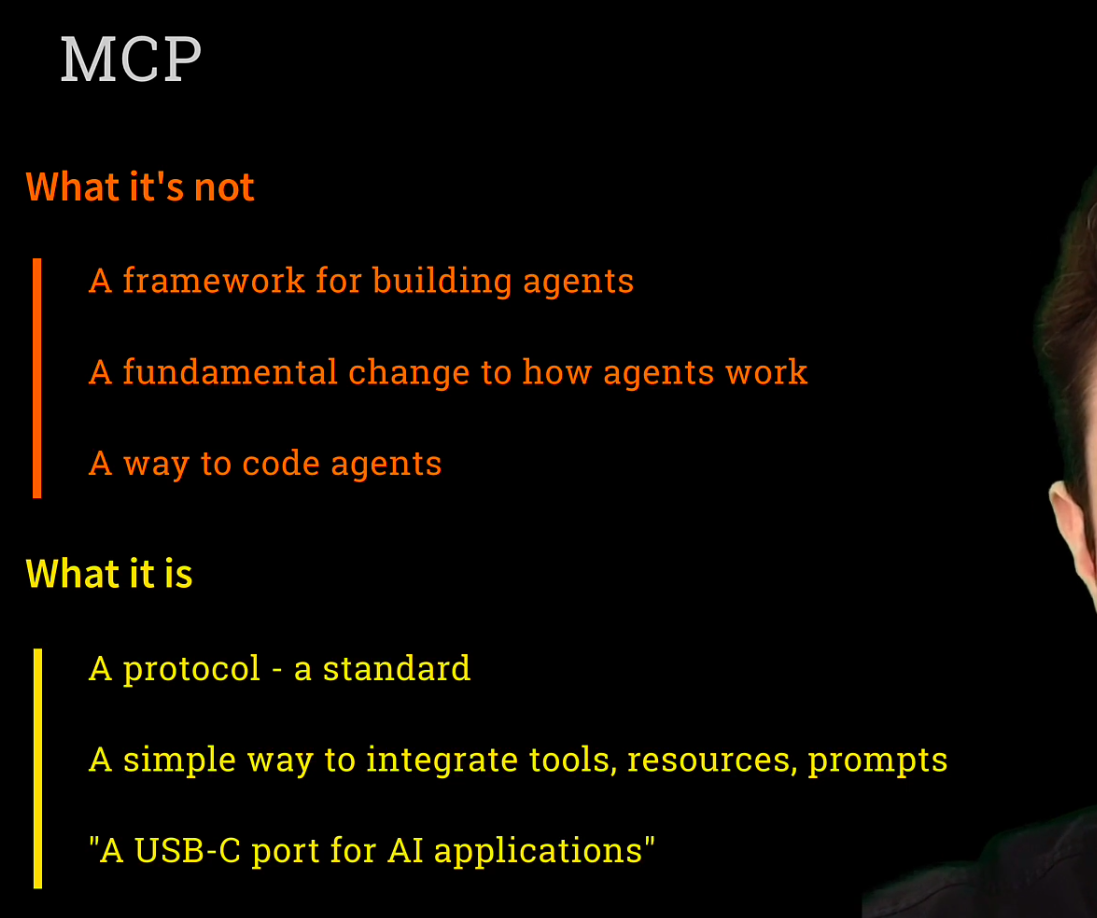 MCP
What it's not
A framework for building agents
A fundamental change to how agents work
A way to code agents
What it is
A protocol - a standard
A simple way to integrate tools, resources, prompts
"A USB-C port for AI applications"